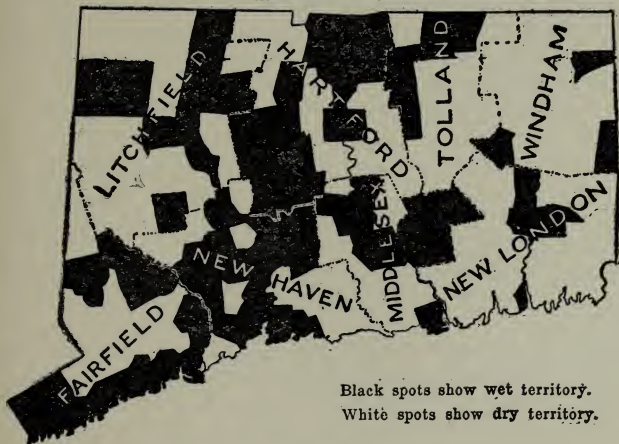 LITCHFIELD
HARTFORD
TOLLAND
WINDHAM
NEW HAVEN
MIDDLESEX
NEW LONDON
FAIRFIELD
Black spots show wet territory.
White spots show dry territory.